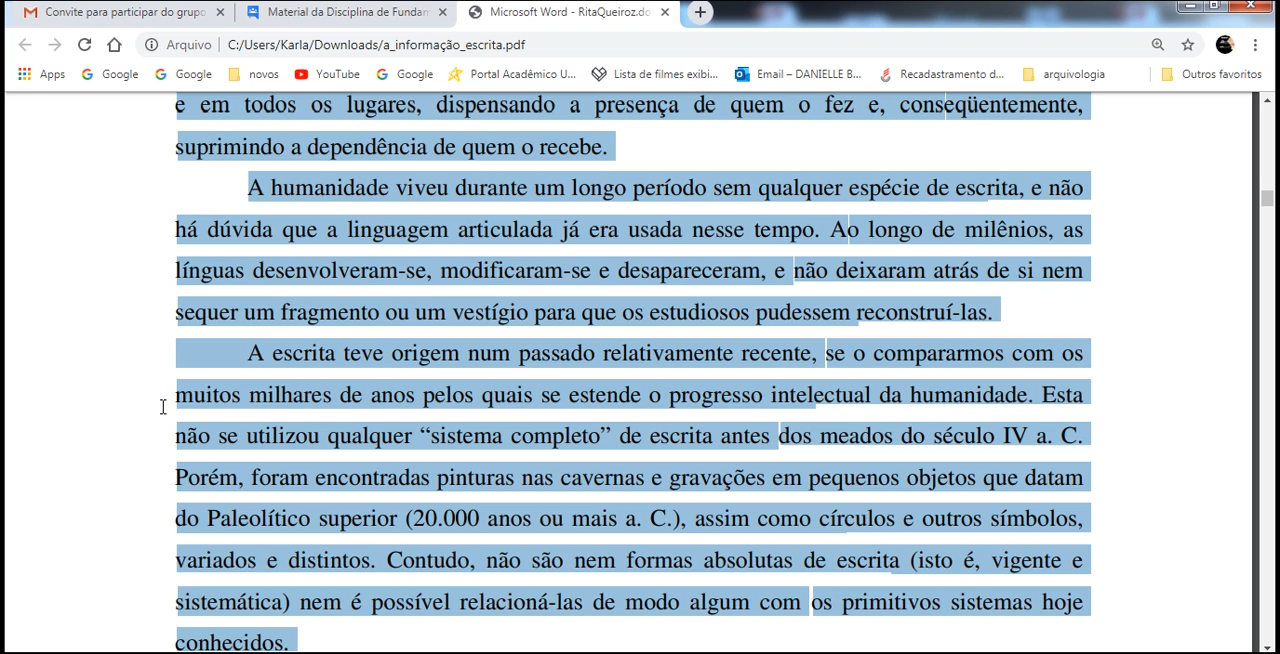 Convite para participar do grupo
Material da Disciplina de Fundam
Microsoft Word - RitaQueiroz.do
Arquivo
C:/Users/Karla/Downloads/a_informação_escrita.pdf
Apps
Google
Google
novos
YouTube
Google
Portal Acadêmico U...
Lista de filmes exibi...
Email – DANIELLE B...
Recadastramento d...
arquivologia
Outros favoritos
e em todos os lugares, dispensando a presença de quem o fez e, conseqüentemente,
suprimindo a dependência de quem o recebe.
A humanidade viveu durante um longo período sem qualquer espécie de escrita, e não
há dúvida que a linguagem articulada já era usada nesse tempo. Ao longo de milênios, as
línguas desenvolveram-se, modificaram-se e desapareceram, e não deixaram atrás de si nem
sequer um fragmento ou um vestígio para que os estudiosos pudessem reconstruí-las.
A escrita teve origem num passado relativamente recente, se o compararmos com os
muitos milhares de anos pelos quais se estende o progresso intelectual da humanidade. Esta
não se utilizou qualquer “sistema completo” de escrita antes dos meados do século IV a. C.
Porém, foram encontradas pinturas nas cavernas e gravações em pequenos objetos que datam
do Paleolítico superior (20.000 anos ou mais a. C.), assim como círculos e outros símbolos,
variados e distintos. Contudo, não são nem formas absolutas de escrita (isto é, vigente e
sistemática) nem é possível relacioná-las de modo algum com os primitivos sistemas hoje
conhecidos.